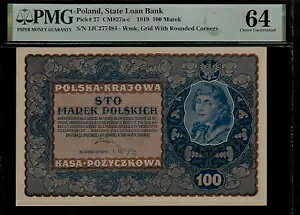 PMG
PAPER MONEY GUARANTY
Poland, State Loan Bank
Pick# 27 CM#27a-c 1919 100 Marek
S/N IJC277484 - Wmk: Grid With Rounded Corners
64
Choice Uncirculated
POLSKA • KRAJOWA
STO
MAREK POLSKICH
KASA • POŻYCZKOWA
100